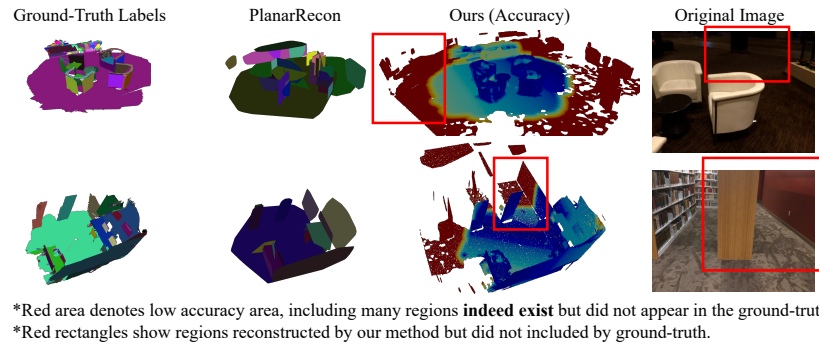 Ground-Truth Labels PlanarRecon Ours (Accuracy) Original Image
*Red area denotes low accuracy area, including many regions indeed exist but did not appear in the ground-trut
*Red rectangles show regions reconstructed by our method but did not included by ground-truth.